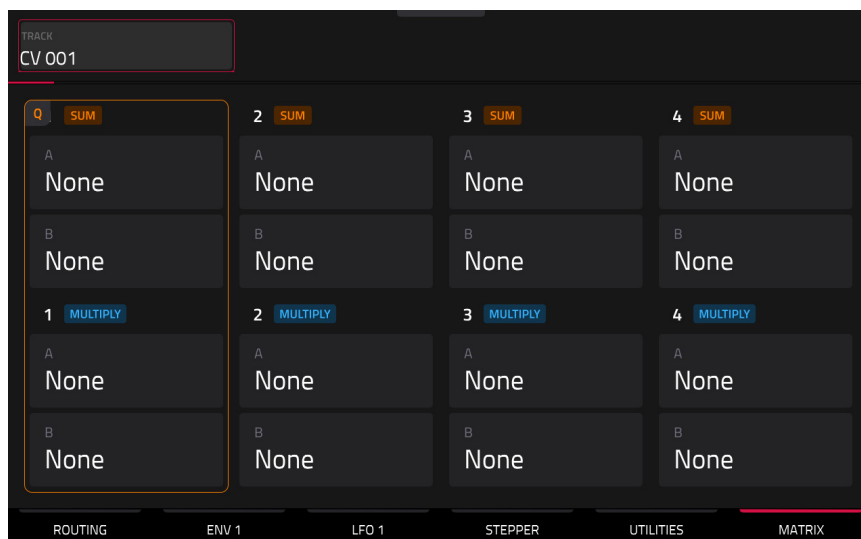 TRACK
CV 001
Q SUM 2 SUM 3 SUM 4 SUM
A A A A
None None None None
B B B B
None None None None
1 MULTIPLY 2 MULTIPLY 3 MULTIPLY 4 MULTIPLY
A A A A
None None None None
B B B B
None None None None
ROUTING ENV 1 LFO 1 STEPPER UTILITIES MATRIX